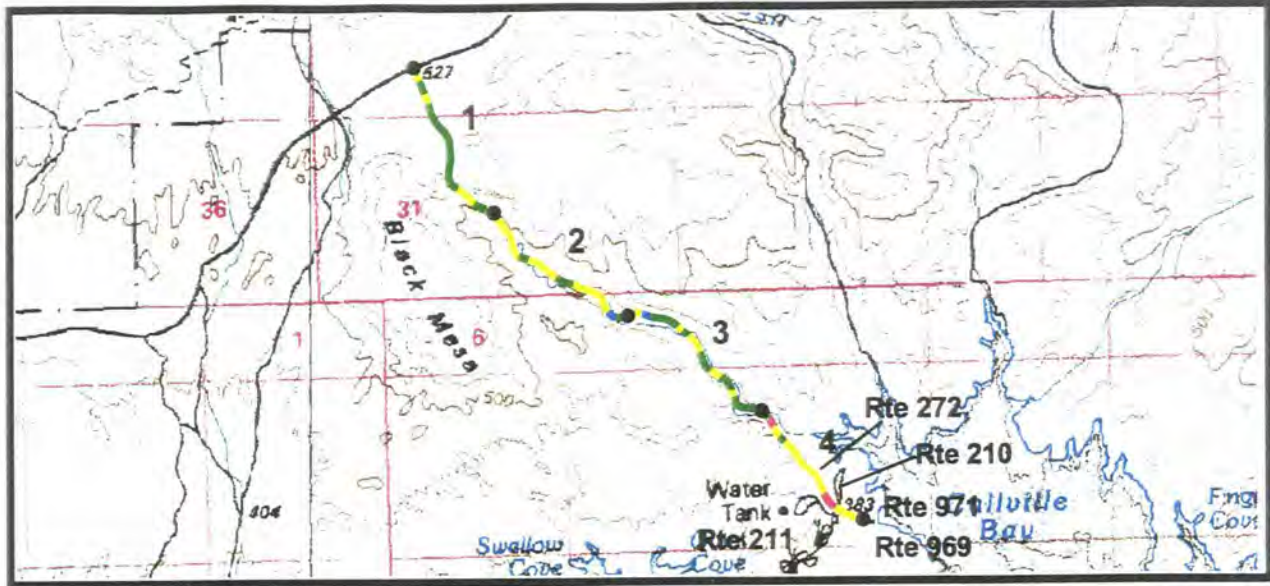 527
1
36
31
Black
Mesa
2
1
6
3
500
500
Rte 272
4
Rte 210
Water
Tank
383
Rte 971
Bay
Rte 211
Rte 969
404
Swallow
Cove
Cove